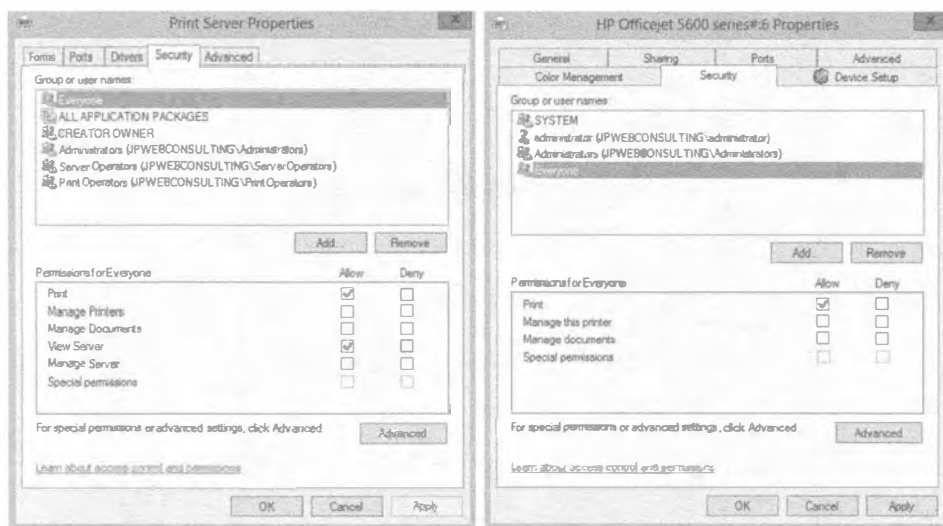 Print Server Properties
Forms Ports Drivers Security Advanced
Group or user names:
Everyone
ALL APPLICATION PACKAGES
CREATOR OWNER
Administrators (JPWEBCONSULTING\Administrators)
Server Operators (JPWEBCONSULTING\Server Operators)
Print Operators (JPWEBCONSULTING\Print Operators)
Add... Remove
Permissions for Everyone Allow Deny
Print
Manage Printers
Manage Documents
View Server
Manage Server
Special permissions
For special permissions or advanced settings, click Advanced
Advanced
Learn about access control and permissions
OK Cancel Apply
HP Officejet 5600 series#:6 Properties
General Sharing Ports Advanced
Color Management Security Device Setup
Group or user names:
SYSTEM
administrator (JPWEBCONSULTING\administrator)
Administrators (JPWEBCONSULTING\Administrators)
Everyone
Add... Remove
Permissions for Everyone Allow Deny
Print
Manage this printer
Manage documents
Special permissions
For special permissions or advanced settings, click Advanced
Advanced
Learn about access control and permissions
OK Cancel Apply